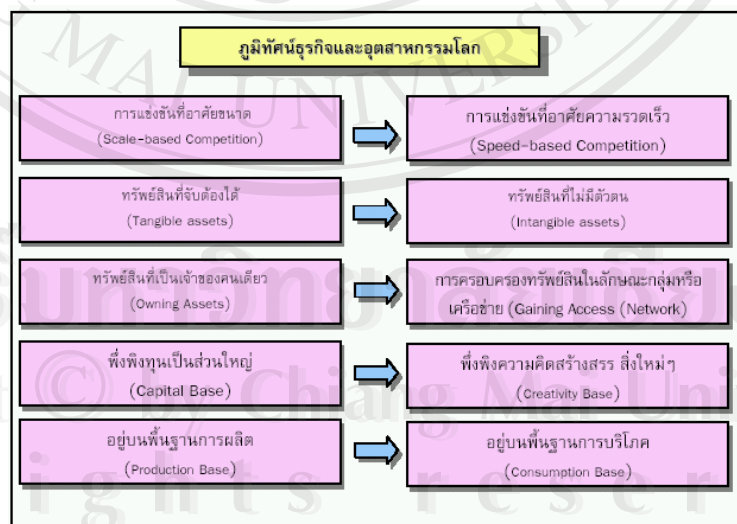 ภูมิทัศน์ธุรกิจและอุตสาหกรรมโลก
การแข่งขันที่อาศัยขนาด
(Scale-based Competition)
การแข่งขันที่อาศัยความรวดเร็ว
(Speed-based Competition)
ทรัพย์สินที่จับต้องได้
(Tangible assets)
ทรัพย์สินที่ไม่มีตัวตน
(Intangible assets)
ทรัพย์สินที่เป็นเจ้าของคนเดียว
(Owning Assets)
การครอบครองทรัพย์สินในลักษณะกลุ่มหรือ
เครือข่าย (Gaining Access (Network)
พึ่งพิงทุนเป็นส่วนใหญ่
(Capital Base)
พึ่งพิงความคิดสร้างสรร สิ่งใหม่ๆ
(Creativity Base)
อยู่บนพื้นฐานการผลิต
(Production Base)
อยู่บนพื้นฐานการบริโภค
(Consumption Base)
MAI UNIVERSI
© by Chiang Mai Uni
ights reser